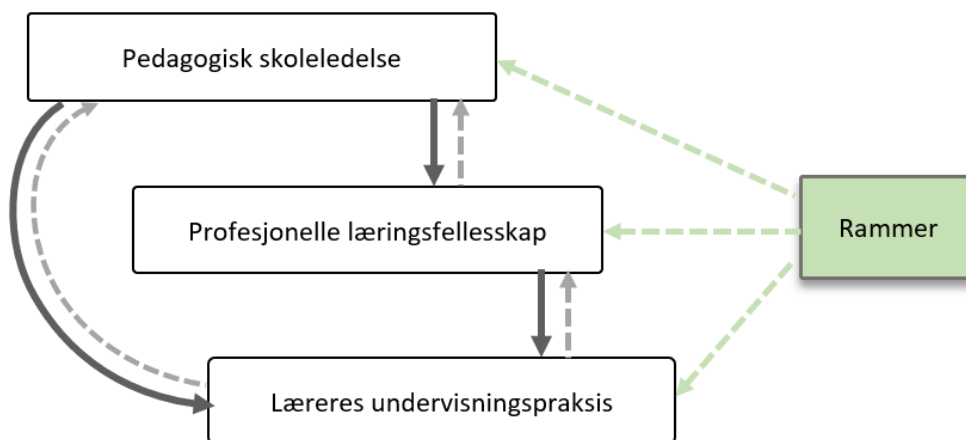 Pedagogisk skoleledelse
Profesjonelle læringsfellesskap
Rammer
Læreres undervisningspraksis